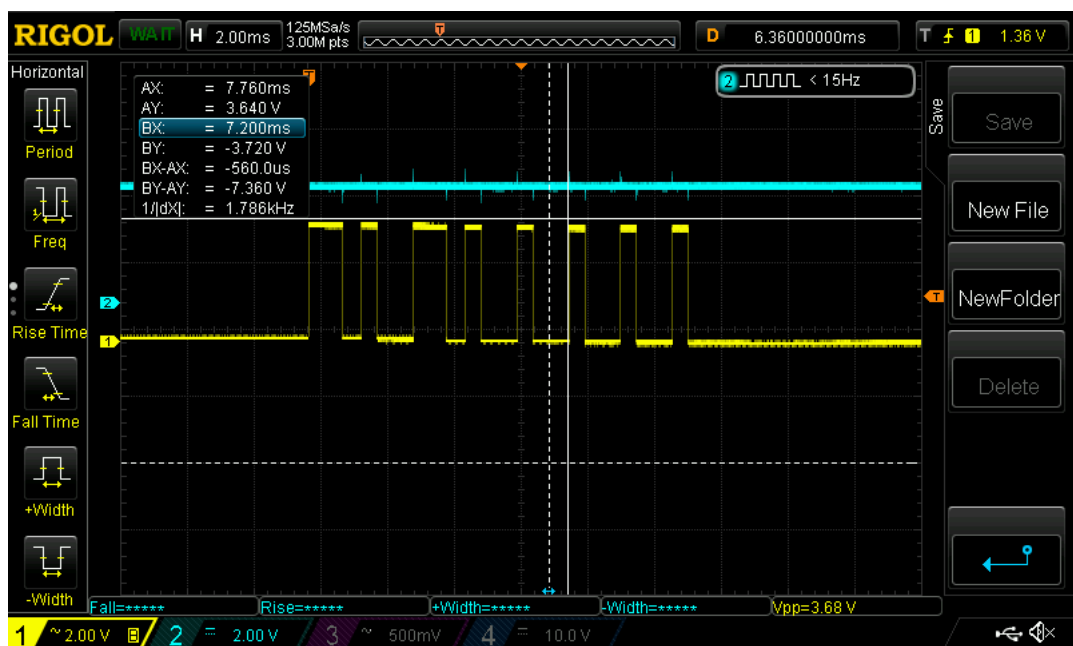 RIGOL WAIT H 2.00ms 125MSa/s 3.00M pts T D 6.36000000ms T 1 1.36 V
Horizontal
Period
Freq
Rise Time
Fall Time
+Width
-Width
AX: = 7.760ms
AY: = 3.640 V
BX: = 7.200ms
BY: = -3.720 V
BX-AX: = -560.0us
BY-AY: = -7.360 V
1/|dX|: = 1.786kHz
T
2 < 15Hz
2
1
T
Save
Save
New File
NewFolder
Delete
Fall=***** Rise=***** +Width=***** -Width=***** Vpp=3.68 V
1 ~ 2.00 V B 2 = 2.00 V 3 ~ 500mV 4 = 10.0 V